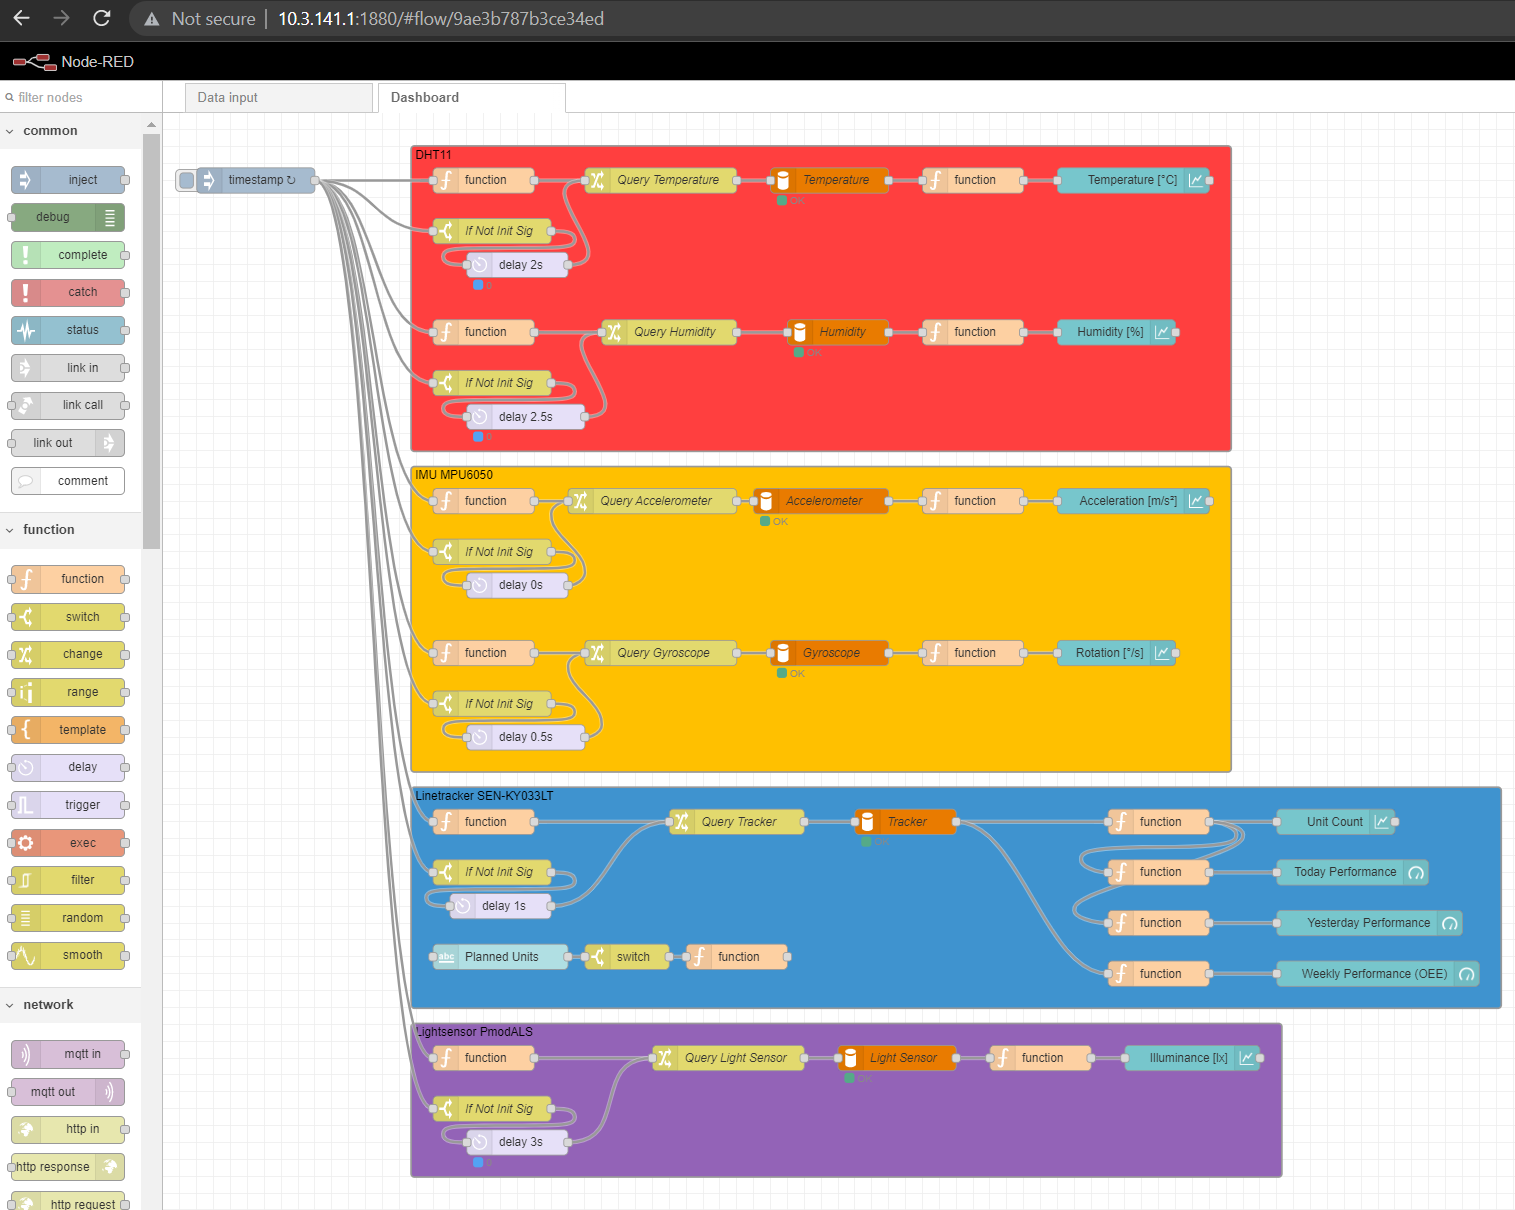 Not secure
10.3.141.1:1880/#flow/9ae3b787b3ce34ed
Node-RED
filter nodes
Data input
Dashboard
common
inject
debug
complete
catch
status
link in
link call
link out
comment
function
function
switch
change
range
template
delay
trigger
exec
filter
random
smooth
network
mqtt in
mqtt out
http in
http response
http request
timestamp ↻
DHT11
function
Query Temperature
Temperature
function
Temperature [°C]
OK
If Not Init Sig
delay 2s
0
function
Query Humidity
Humidity
function
Humidity [%]
OK
If Not Init Sig
delay 2.5s
0
IMU MPU6050
function
Query Accelerometer
Accelerometer
function
Acceleration [m/s²]
OK
If Not Init Sig
delay 0s
function
Query Gyroscope
Gyroscope
function
Rotation [°/s]
OK
If Not Init Sig
delay 0.5s
Linetracker SEN-KY033LT
function
Query Tracker
Tracker
function
Unit Count
OK
If Not Init Sig
function
Today Performance
delay 1s
function
Yesterday Performance
abc
Planned Units
switch
function
function
Weekly Performance (OEE)
Lightsensor PmodALS
function
Query Light Sensor
Light Sensor
function
Illuminance [lx]
OK
If Not Init Sig
delay 3s
0